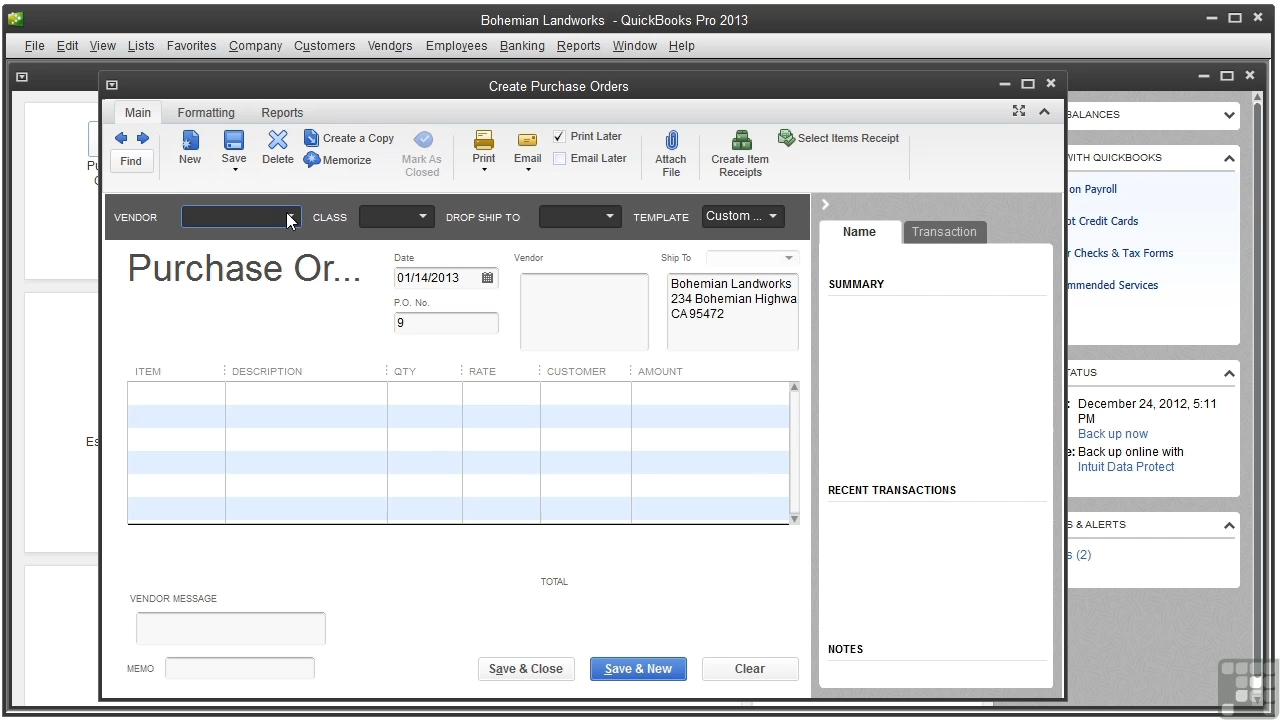 Bohemian Landworks - QuickBooks Pro 2013
File Edit View Lists Favorites Company Customers Vendors Employees Banking Reports Window Help
Create Purchase Orders
Main Formatting Reports
Find
New
Save
Delete
Create a Copy
Memorize
Mark As
Closed
Print
Email
Print Later
Email Later
Attach
File
Create Item
Receipts
Select Items Receipt
VENDOR CLASS DROP SHIP TO TEMPLATE Custom ...
Purchase Or...
Date
01/14/2013
P.O. No.
9
Vendor
Ship To
Bohemian Landworks
234 Bohemian Highwa
CA 95472
ITEM DESCRIPTION QTY RATE CUSTOMER AMOUNT
TOTAL
VENDOR MESSAGE
MEMO
Save & Close Save & New Clear
Name Transaction
SUMMARY
RECENT TRANSACTIONS
NOTES
BALANCES
WITH QUICKBOOKS
on Payroll
pt Credit Cards
r Checks & Tax Forms
mmended Services
TATUS
: December 24, 2012, 5:11
PM
Back up now
e: Back up online with
Intuit Data Protect
S & ALERTS
s (2)
Pu
Es